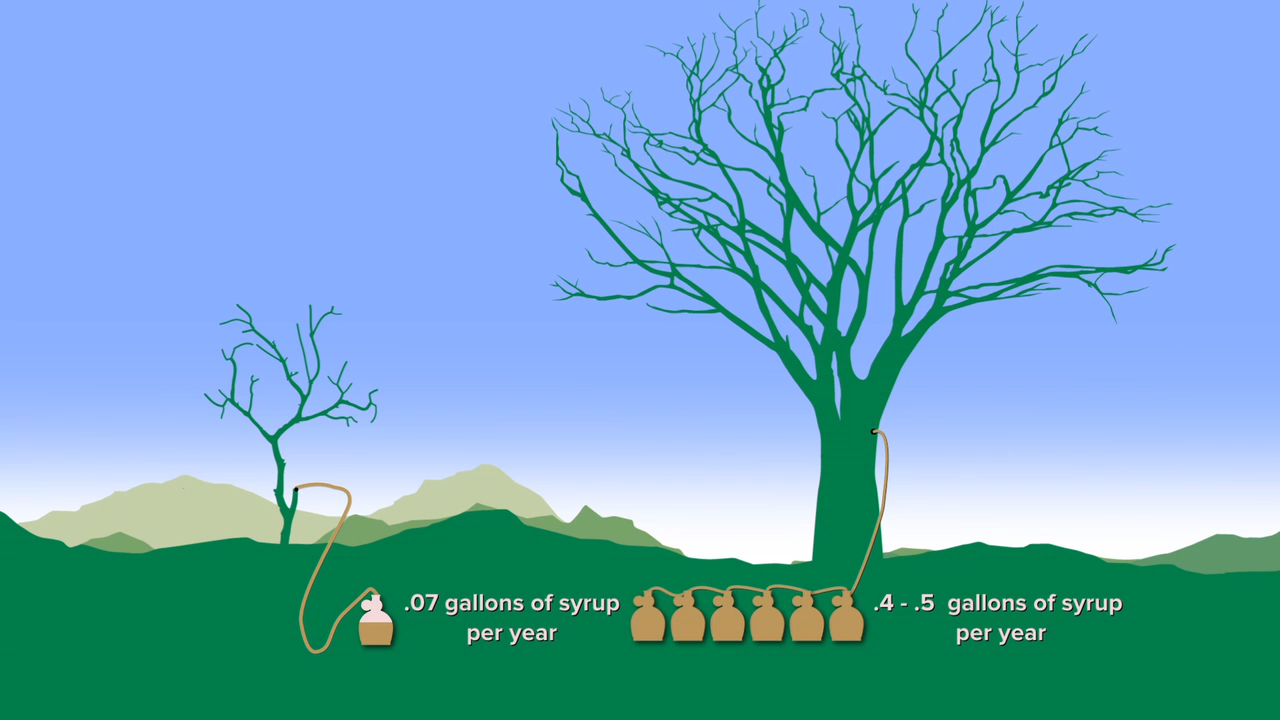 .07 gallons of syrup
per year
.4 - .5 gallons of syrup
per year